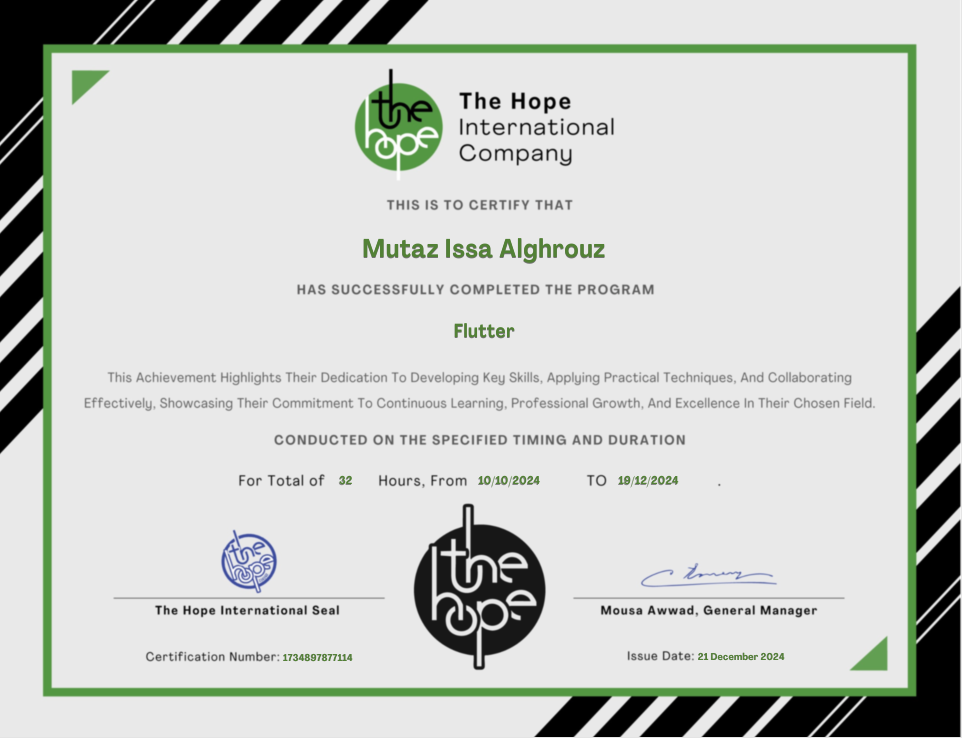 the
hope
The Hope
International
Company
THIS IS TO CERTIFY THAT
Mutaz Issa Alghrouz
HAS SUCCESSFULLY COMPLETED THE PROGRAM
Flutter
This Achievement Highlights Their Dedication To Developing Key Skills, Applying Practical Techniques, And Collaborating
Effectively, Showcasing Their Commitment To Continuous Learning, Professional Growth, And Excellence In Their Chosen Field.
CONDUCTED ON THE SPECIFIED TIMING AND DURATION
For Total of 32 Hours, From 10/10/2024 TO 19/12/2024 .
the
hope
the
hope
The Hope International Seal
Mousa Awwad, General Manager
Certification Number: 1734897877114
Issue Date: 21 December 2024